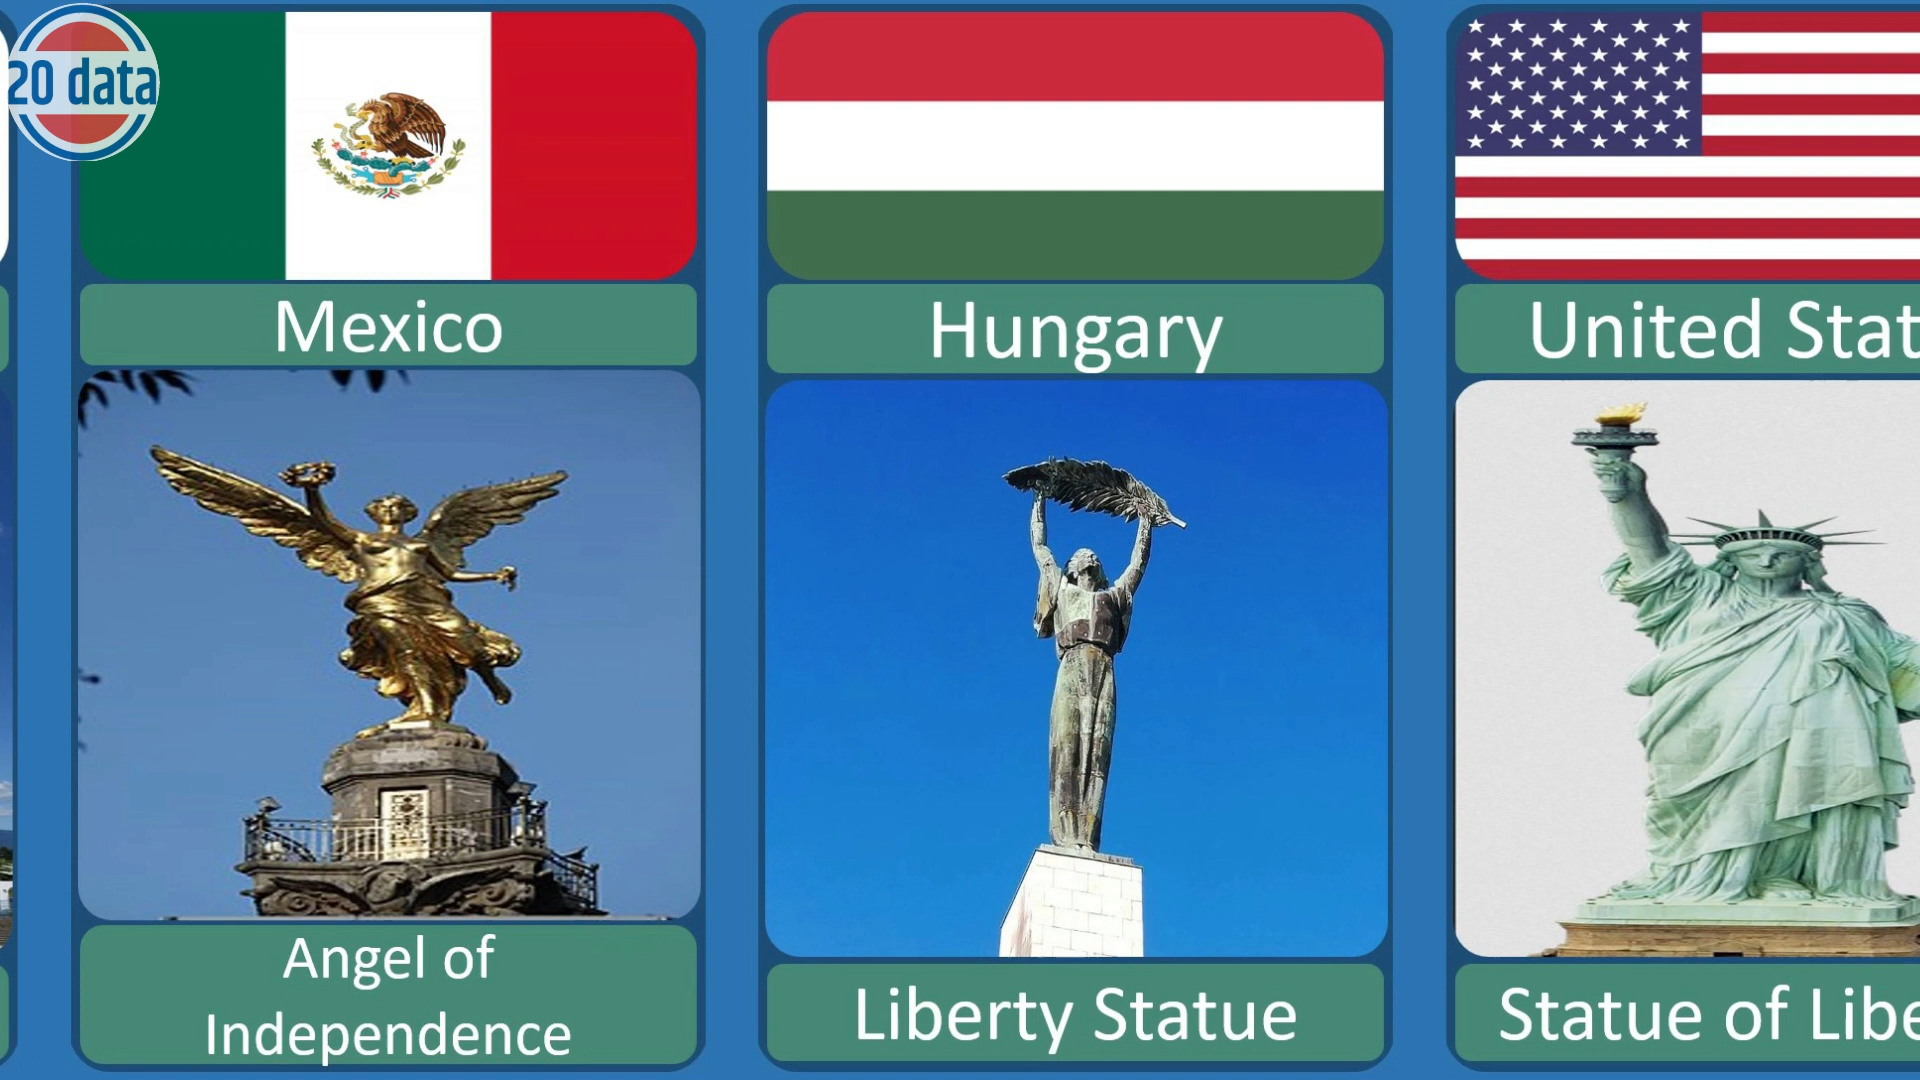 20 data
Mexico
Hungary
United Stat
Angel of
Independence
Liberty Statue
Statue of Libe